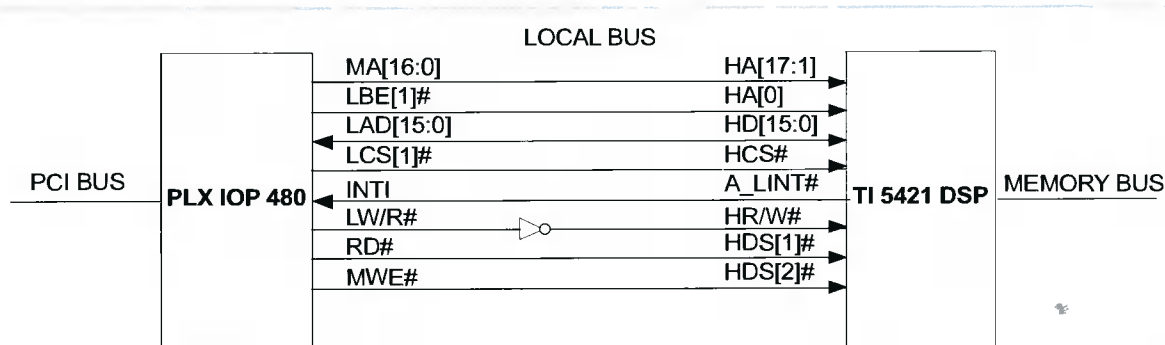 LOCAL BUS
MA[16:0] HA[17:1]
LBE[1]# HA[0]
LAD[15:0] HD[15:0]
LCS[1]# HCS#
PCI BUS PLX IOP 480 INTI A_LINT# TI 5421 DSP MEMORY BUS
LW/R# HR/W#
RD# HDS[1]#
MWE# HDS[2]#